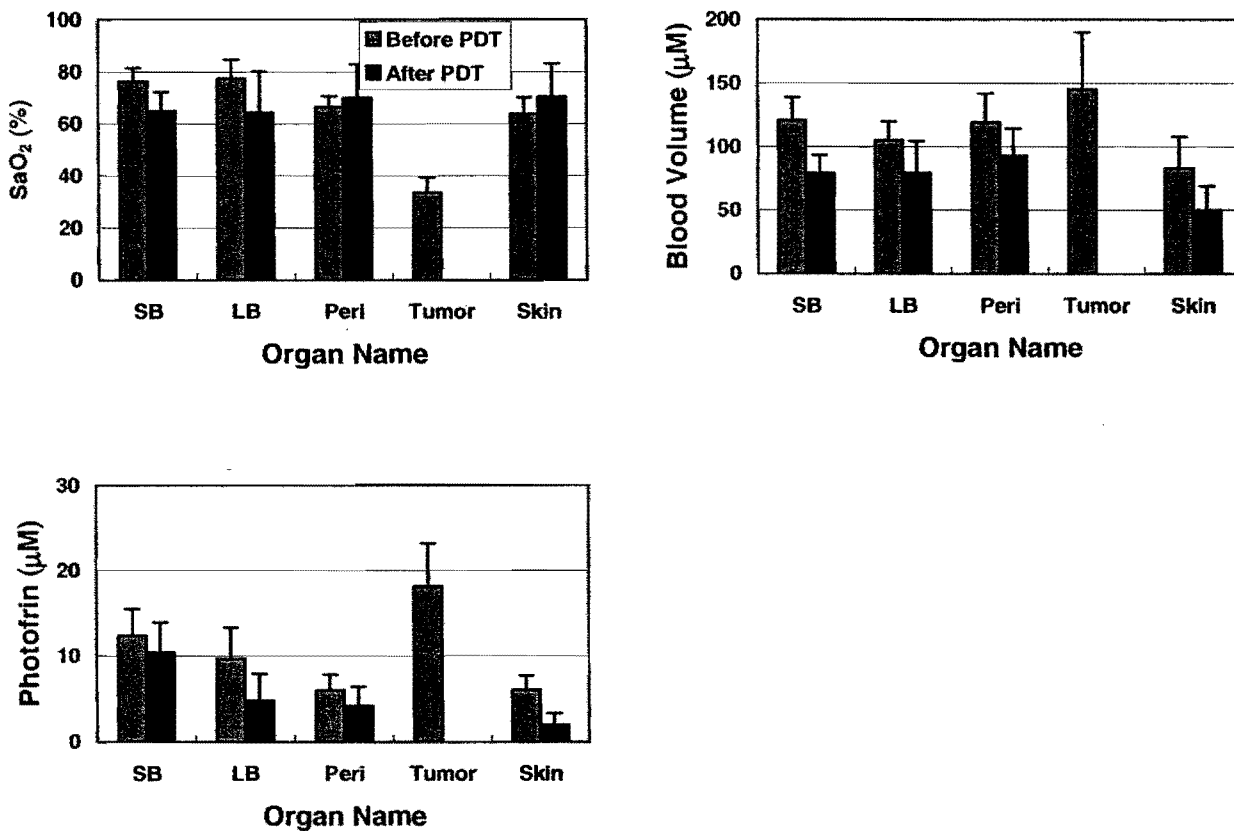 100
80
60
40
20
0
SaO₂ (%)
Before PDT
After PDT
SB LB Peri Tumor Skin
Organ Name
200
150
100
50
0
Blood Volume (μM)
SB LB Peri Tumor Skin
Organ Name
30
20
10
0
Photofrin (μM)
SB LB Peri Tumor Skin
Organ Name